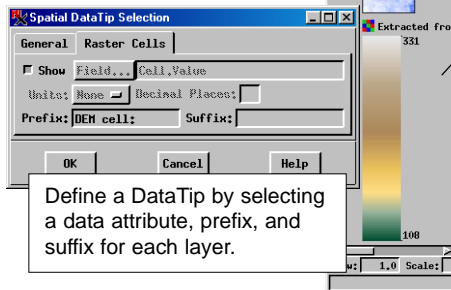 Spatial DataTip Selection
General Raster Cells
Show Field... Cell.Value
Units: None Decimal Places:
Prefix: DEM cell: Suffix:
OK Cancel Help
Define a DataTip by selecting
a data attribute, prefix, and
suffix for each layer.
Extracted fro
331
108
1.0 Scale: